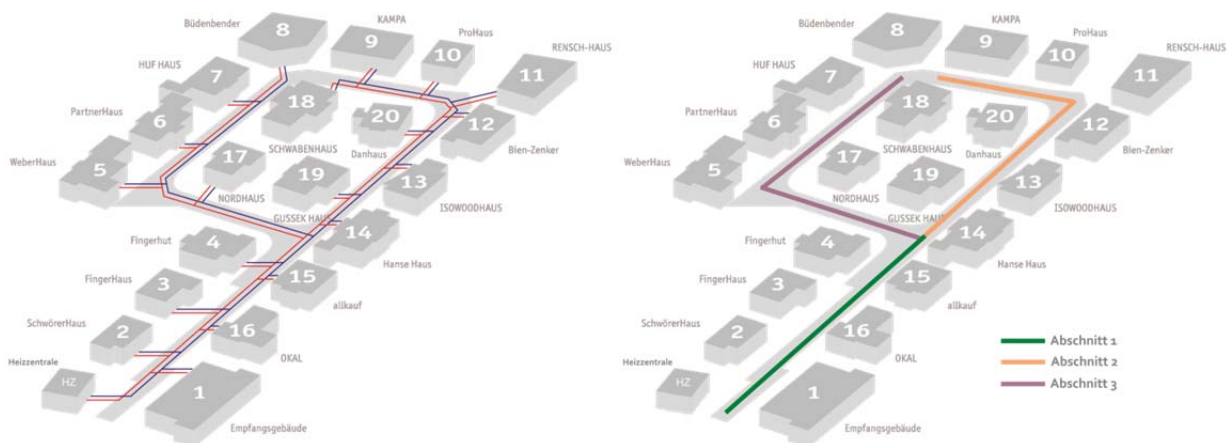 Büdenbender
8
KAMPA
9
ProHaus
10
RENSCH-HAUS
11
HUF HAUS
7
18
20
12
PartnerHaus
6
Bien-Zenker
WeberHaus
5
17
SCHWABENHAUS
Danhaus
19
13
NORDHAUS
ISOWOODHAUS
GUSSEK HAUS
14
Fingerhut
4
Hanse Haus
15
FingerHaus
3
allkauf
SchwörerHaus
2
16
OKAL
Heizzentrale
HZ
1
Empfangsgebäude
Büdenbender
8
KAMPA
9
ProHaus
10
RENSCH-HAUS
11
HUF HAUS
7
18
20
12
PartnerHaus
6
Bien-Zenker
WeberHaus
5
17
SCHWABENHAUS
Danhaus
19
13
NORDHAUS
ISOWOODHAUS
GUSSEK HAUS
14
Fingerhut
4
Hanse Haus
15
FingerHaus
3
allkauf
SchwörerHaus
2
16
OKAL
Heizzentrale
HZ
1
Empfangsgebäude
Abschnitt 1
Abschnitt 2
Abschnitt 3